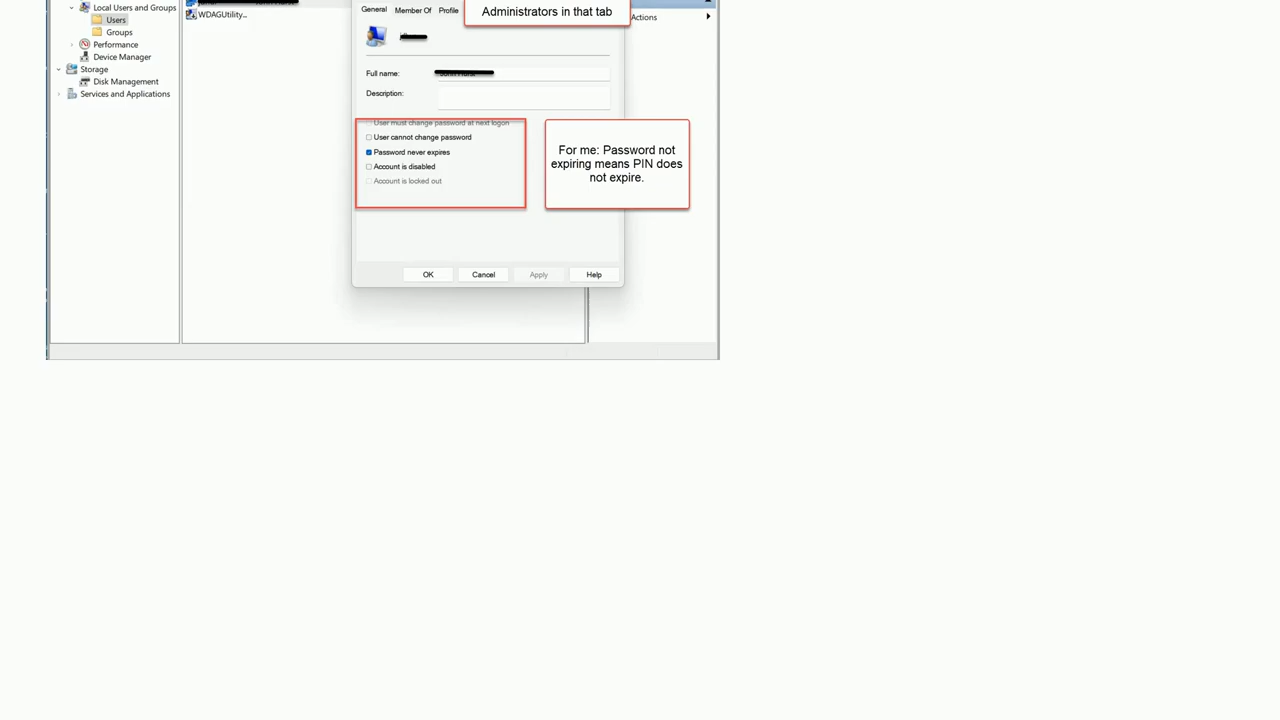 Local Users and Groups
Users
Groups
Performance
Device Manager
Storage
Disk Management
Services and Applications
WDAGUtility...
General
Member Of
Profile
Administrators in that tab
Actions
Full name:
Description:
User must change password at next logon
User cannot change password
Password never expires
Account is disabled
Account is locked out
For me: Password not
expiring means PIN does
not expire.
OK
Cancel
Apply
Help